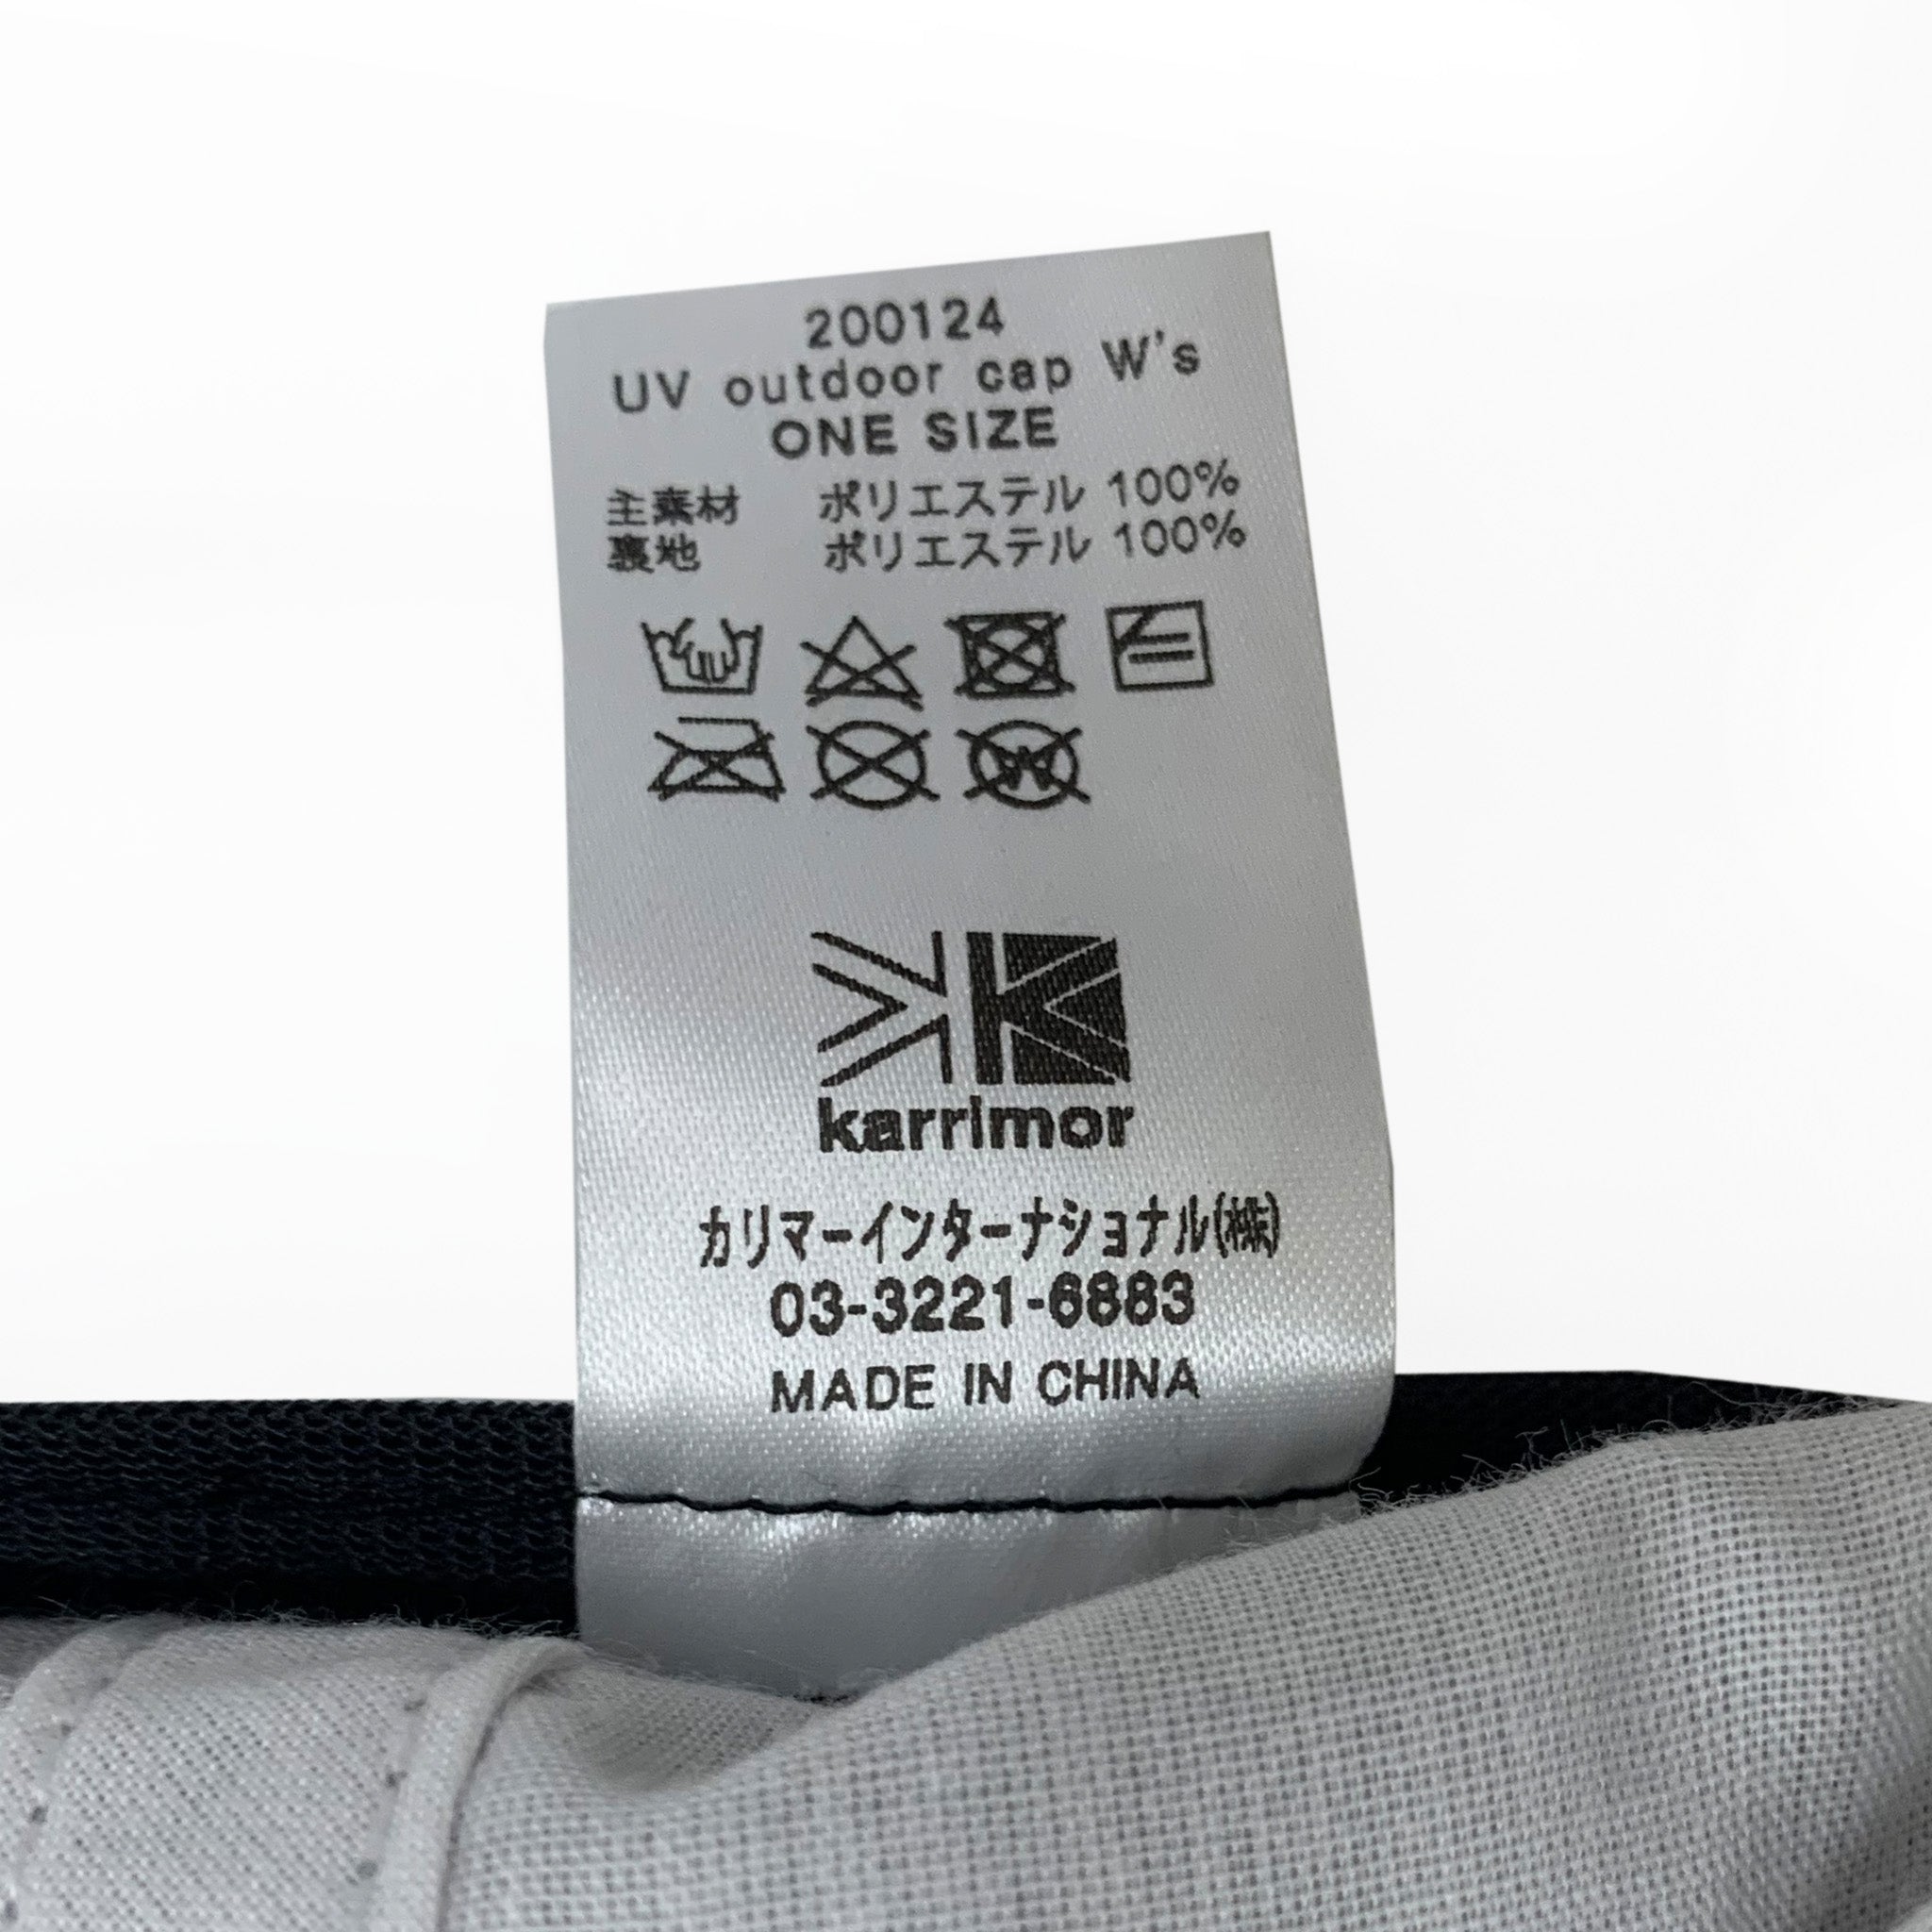 200124
UV outdoor cap W's
ONE SIZE
主素材 ポリエステル 100%
裏地 ポリエステル 100%
karrimor
カリマーインターナショナル(株)
03-3221-6883
MADE IN CHINA